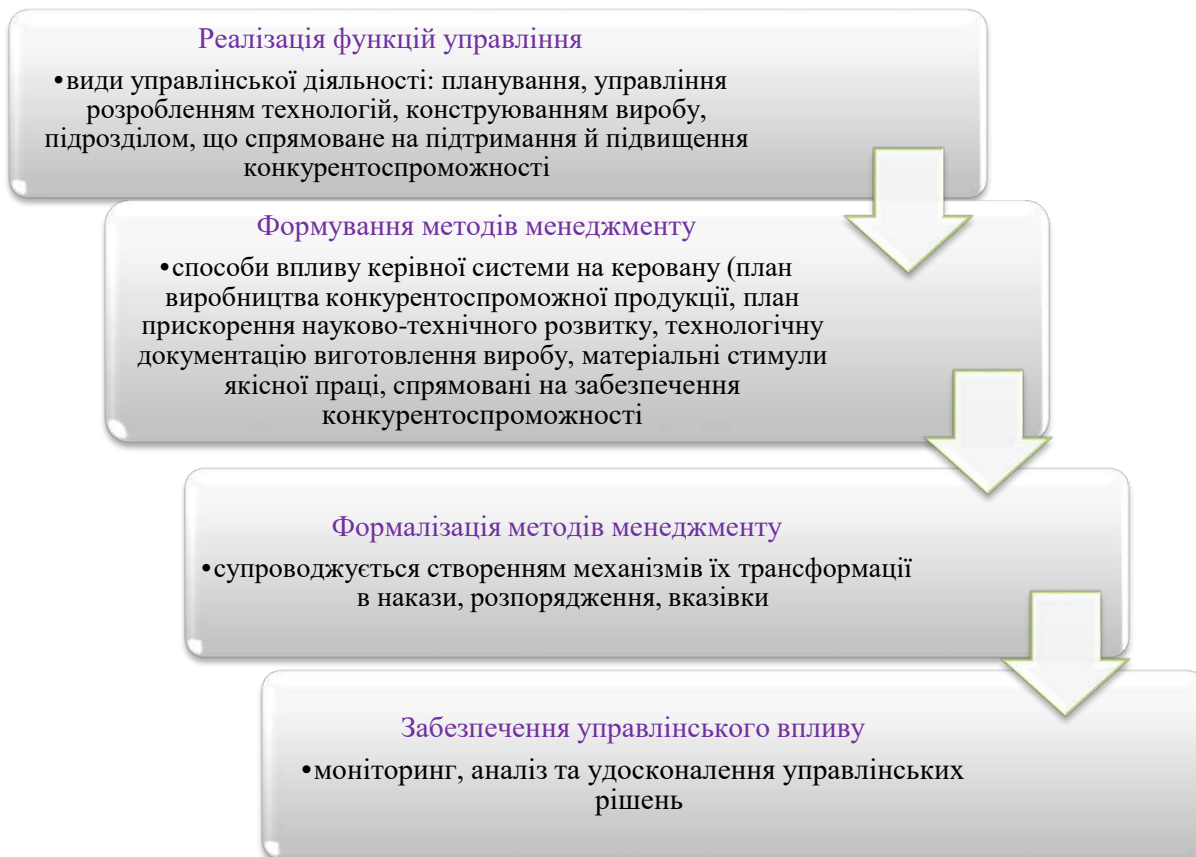 Реалізація функцій управління
•види управлінської діяльності: планування, управління
розробленням технологій, конструюванням виробу,
підрозділом, що спрямоване на підтримання й підвищення
конкурентоспроможності
Формування методів менеджменту
•способи впливу керівної системи на керовану (план
виробництва конкурентоспроможної продукції, план
прискорення науково-технічного розвитку, технологічну
документацію виготовлення виробу, матеріальні стимули
якісної праці, спрямовані на забезпечення
конкурентоспроможності
Формалізація методів менеджменту
•супроводжується створенням механізмів їх трансформації
в накази, розпорядження, вказівки
Забезпечення управлінського впливу
•моніторинг, аналіз та удосконалення управлінських
рішень